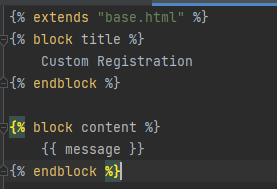 {% extends "base.html" %}
{% block title %}
    Custom Registration
{% endblock %}

{% block content %}
    {{ message }}
{% endblock %}